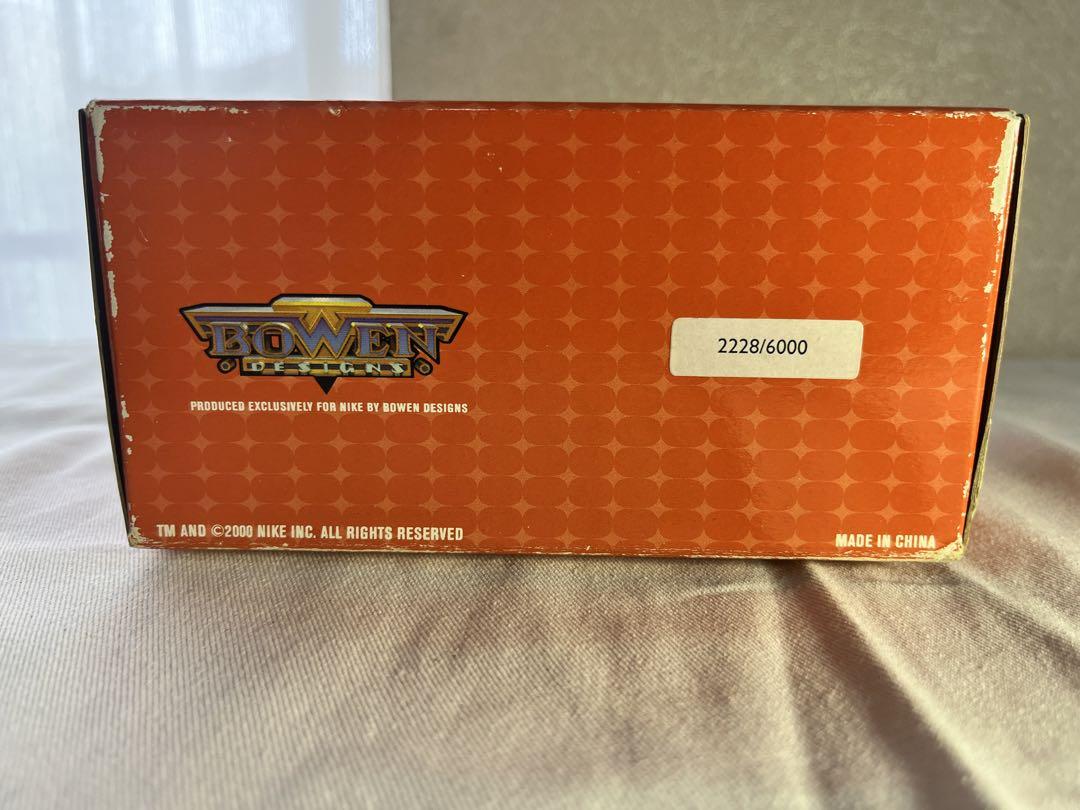 BOWEN
DESIGNS
PRODUCED EXCLUSIVELY FOR NIKE BY BOWEN DESIGNS
2228/6000
TM AND ©2000 NIKE INC. ALL RIGHTS RESERVED
MADE IN CHINA